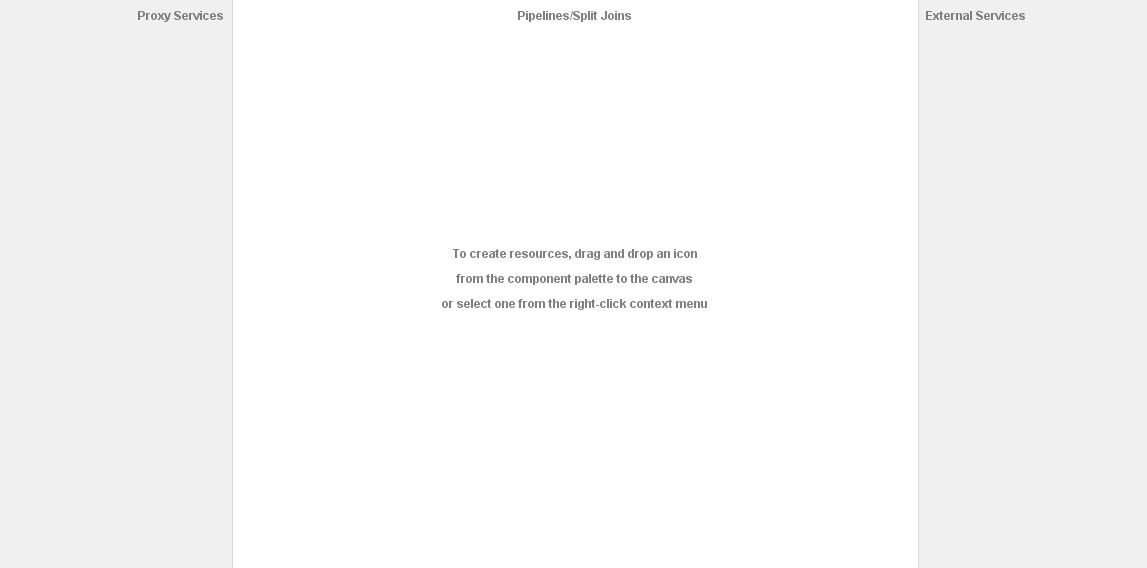 Proxy Services
Pipelines/Split Joins
External Services
To create resources, drag and drop an icon
from the component palette to the canvas
or select one from the right-click context menu